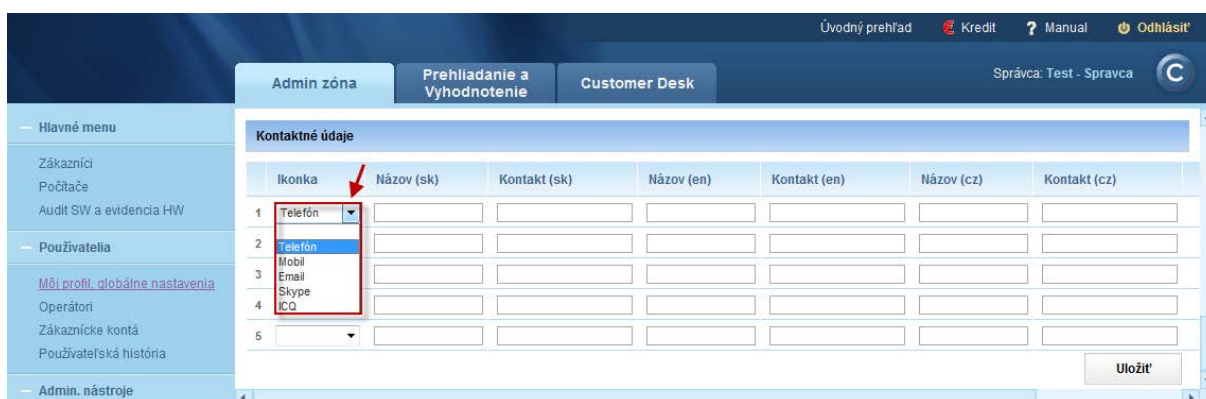 Úvodný prehľad € Kredit ? Manual Odhlásiť
Admin zóna
Prehliadanie a
Vyhodnotenie
Customer Desk
Správca: Test - Spravca
C
Hlavné menu
Zákazníci
Počítače
Audit SW a evidencia HW
Používatelia
Môj profil, globálne nastavenia
Operátori
Zákaznícke kontá
Používateľská história
Admin. nástroje
Kontaktné údaje
Ikonka Názov (sk) Kontakt (sk) Názov (en) Kontakt (en) Názov (cz) Kontakt (cz)
1 Telefón
2
Telefón
Mobil
3
Email
Skype
4
ICQ
5
Uložiť